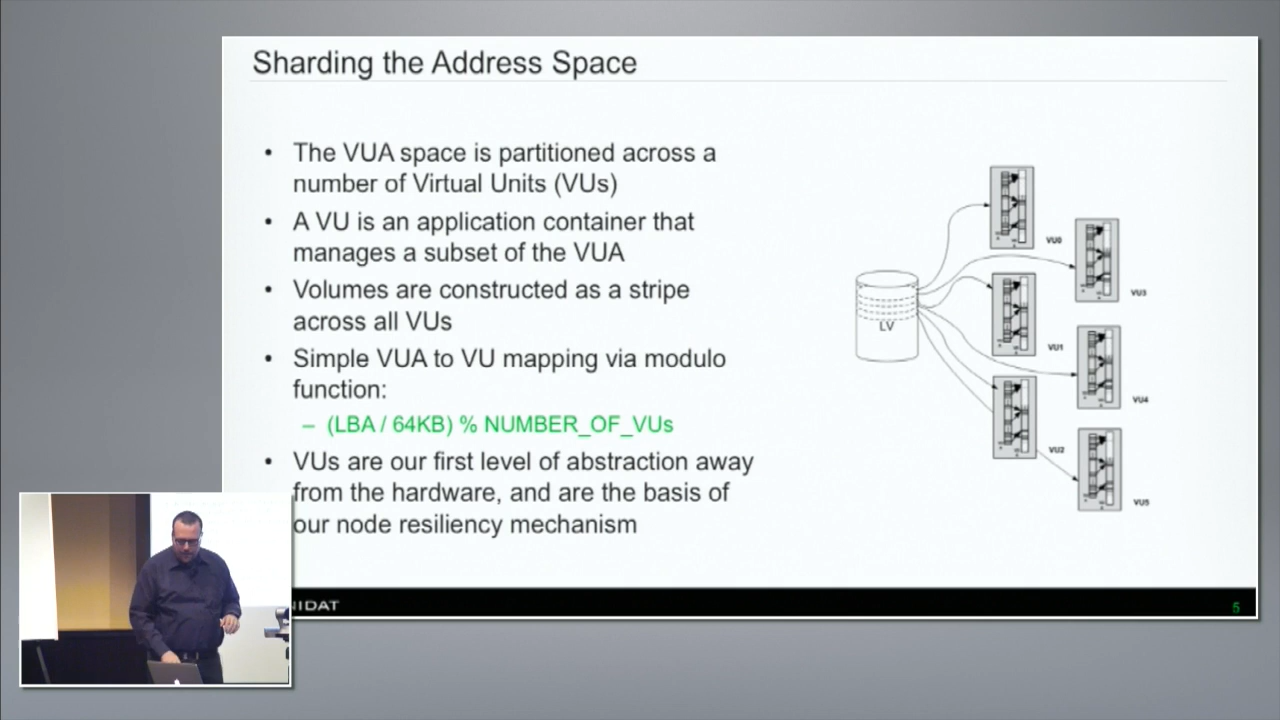 Sharding the Address Space
• The VUA space is partitioned across a
number of Virtual Units (VUs)
• A VU is an application container that
manages a subset of the VUA
• Volumes are constructed as a stripe
across all VUs
• Simple VUA to VU mapping via modulo
function:
– (LBA / 64KB) % NUMBER_OF_VUs
• VUs are our first level of abstraction away
from the hardware, and are the basis of
our node resiliency mechanism
LV
VU0
VU3
VU1
VU4
VU2
VU5
NIDAT
5